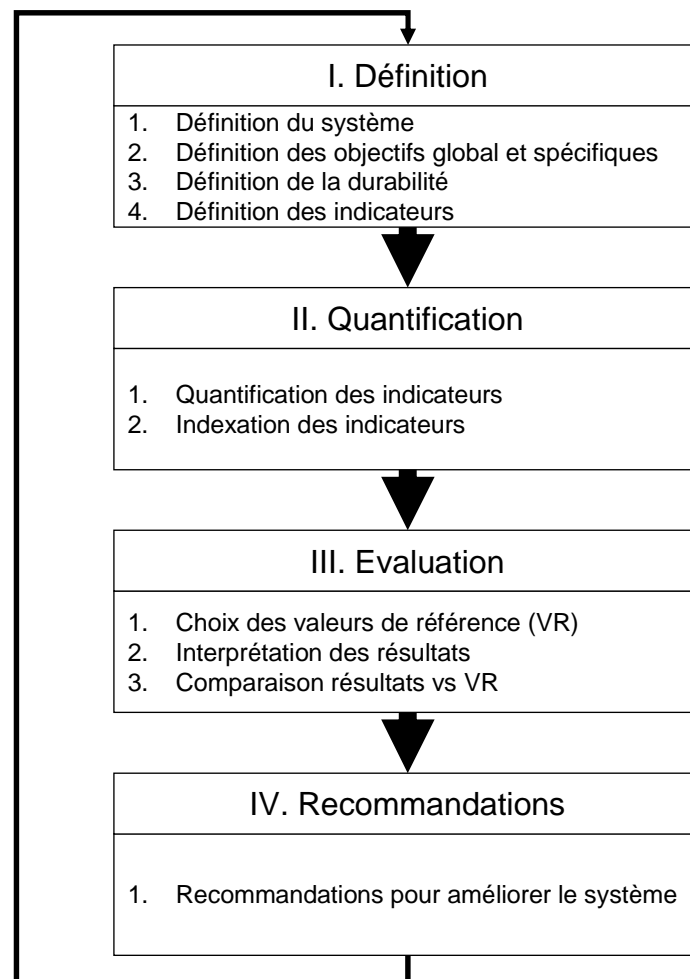 I. Définition
1. Définition du système
2. Définition des objectifs global et spécifiques
3. Définition de la durabilité
4. Définition des indicateurs
II. Quantification
1. Quantification des indicateurs
2. Indexation des indicateurs
III. Evaluation
1. Choix des valeurs de référence (VR)
2. Interprétation des résultats
3. Comparaison résultats vs VR
IV. Recommandations
1. Recommandations pour améliorer le système